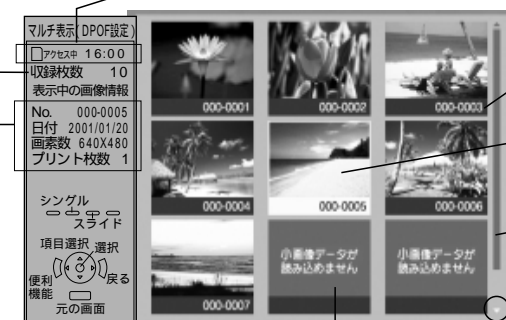 マルチ表示(DPOF設定)
アクセス中 16:00
収録枚数 10
表示中の画像情報
No. 000-0005
日付 2001/01/20
画素数 640X480
プリント枚数 1
シングル
スライド
項目選択 選択
便利機能 戻る
元の画面
000-0001
000-0002
000-0003
000-0004
000-0005
000-0006
000-0007
小画像データが
読み込めません
小画像データが
読み込めません